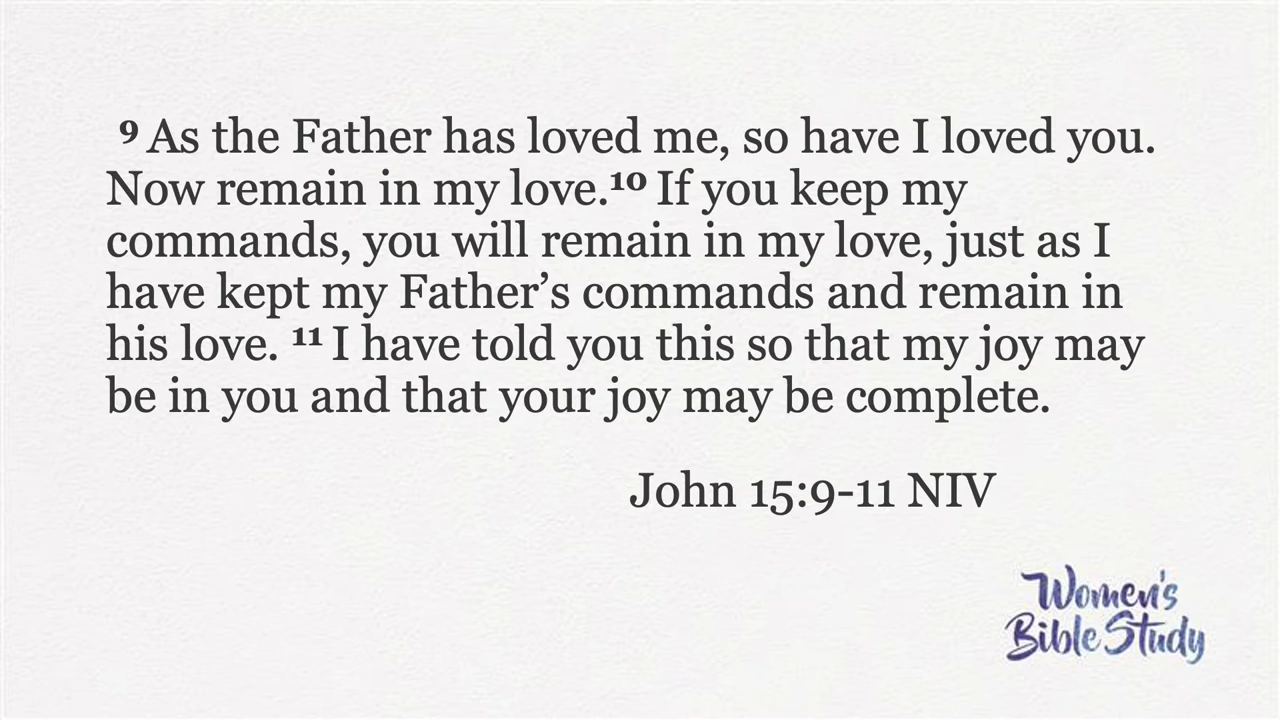 ⁹ As the Father has loved me, so have I loved you.
Now remain in my love.¹⁰ If you keep my
commands, you will remain in my love, just as I
have kept my Father’s commands and remain in
his love. ¹¹ I have told you this so that my joy may
be in you and that your joy may be complete.
John 15:9-11 NIV
Women's
Bible Study